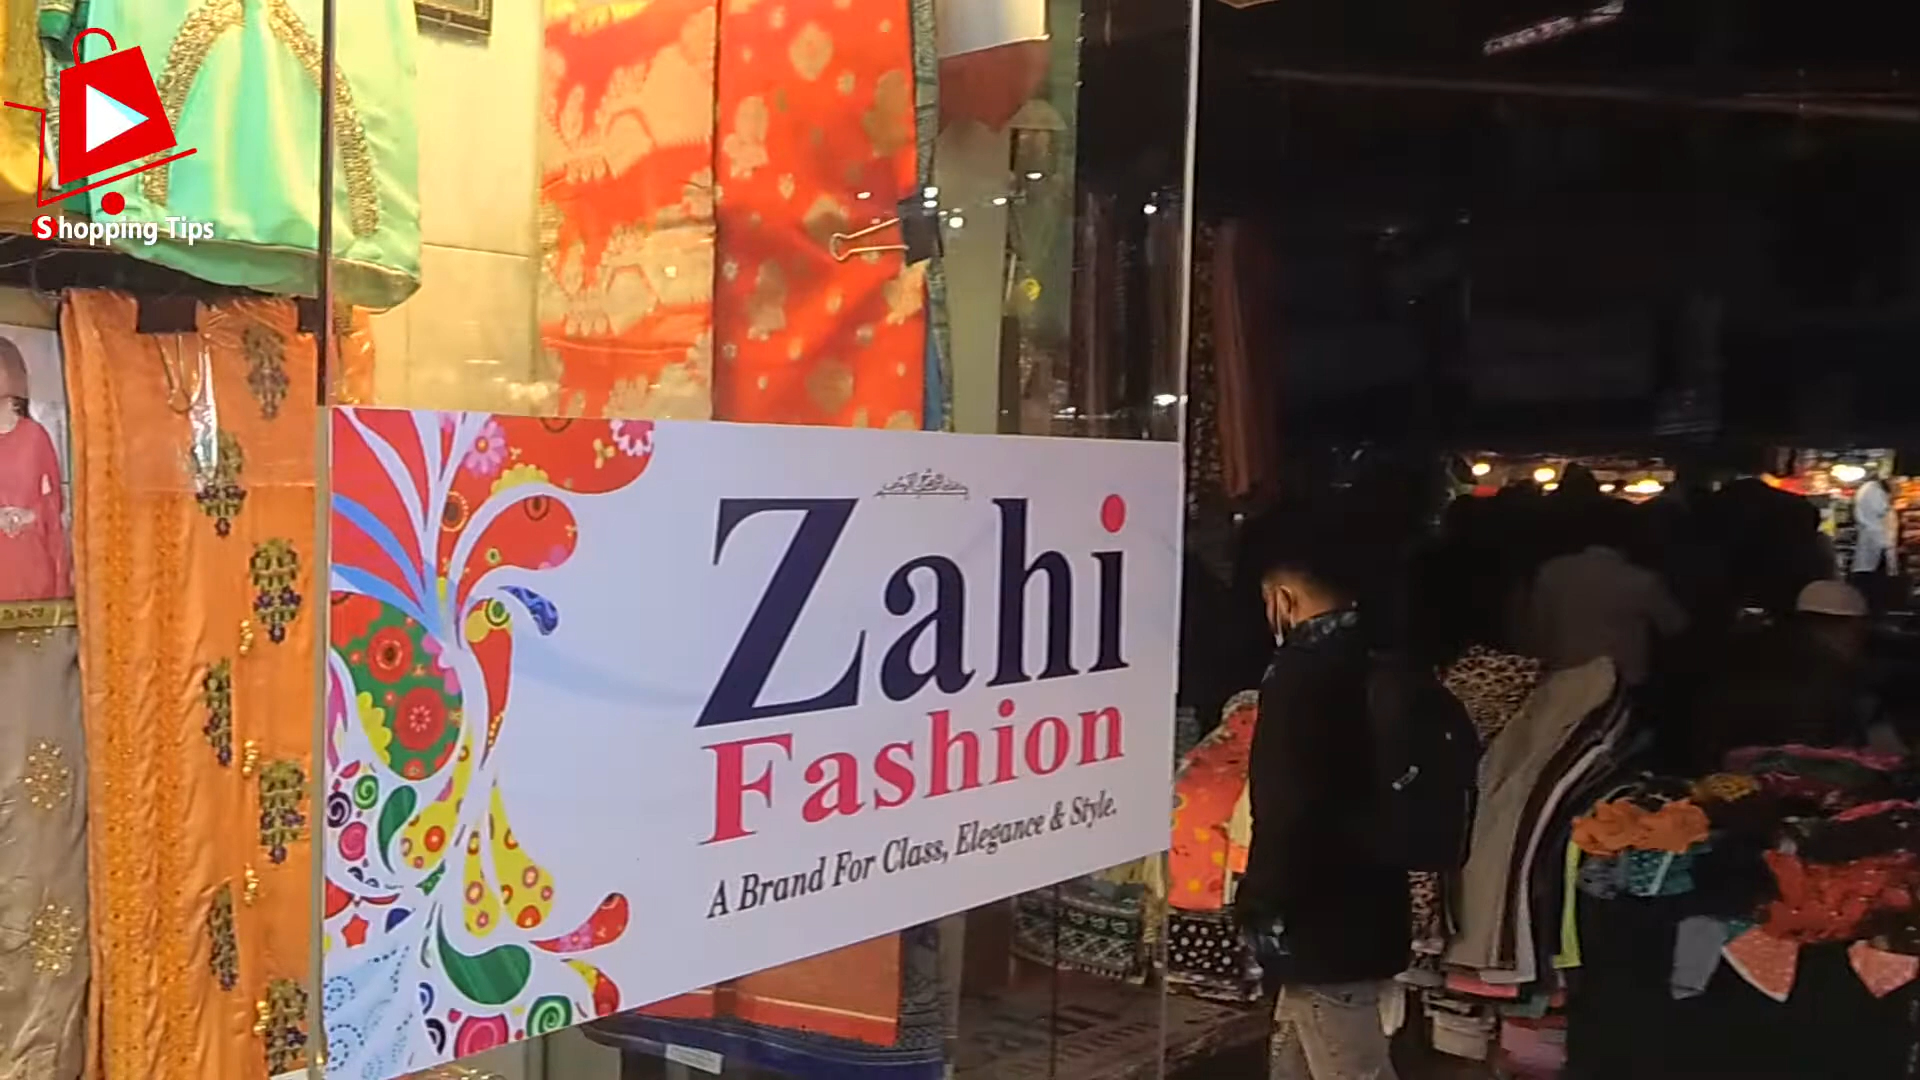 Shopping Tips
Zahi
Fashion
A Brand For Class, Elegance & Style.